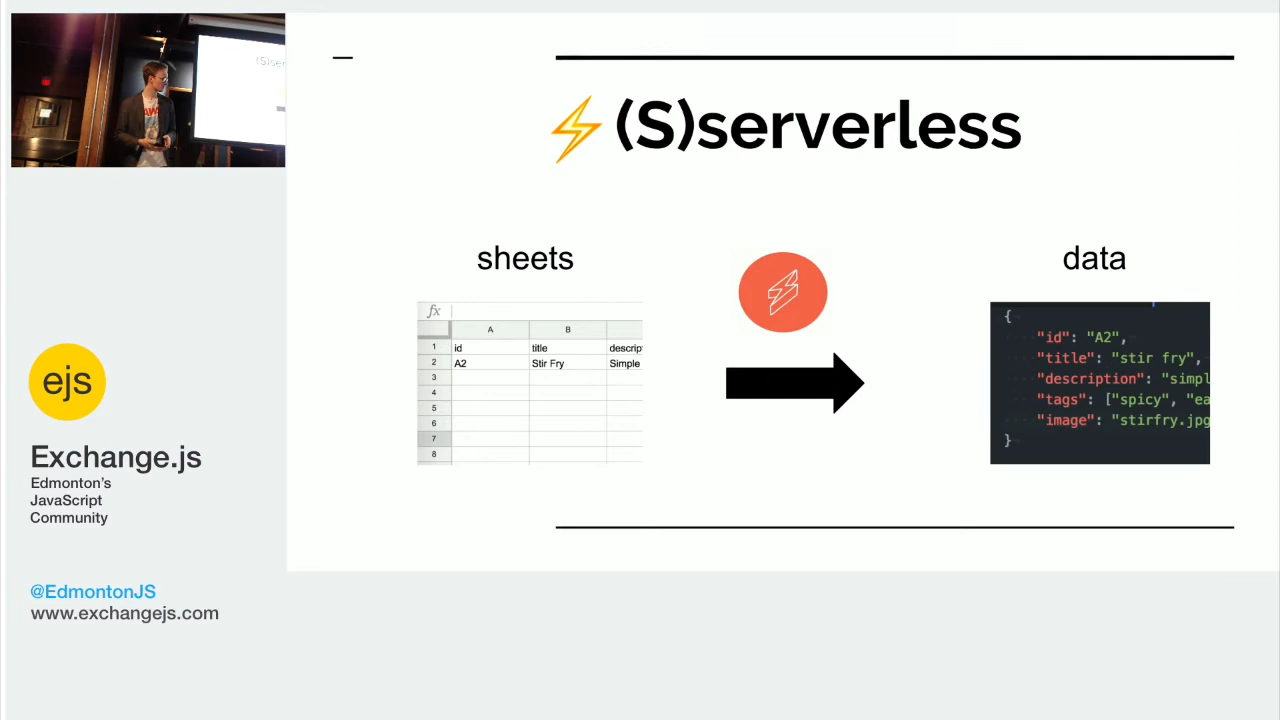 (S)ser
⚡(S)serverless
sheets
data
fx
A B
1 id title descrip
2 A2 Stir Fry Simple
3
4
5
6
7
8
{
"id": "A2",
"title": "stir fry",
"description": "simpl
"tags": ["spicy", "ea
"image": "stirfry.jpg
}
ejs
Exchange.js
Edmonton's
JavaScript
Community
@EdmontonJS
www.exchangejs.com